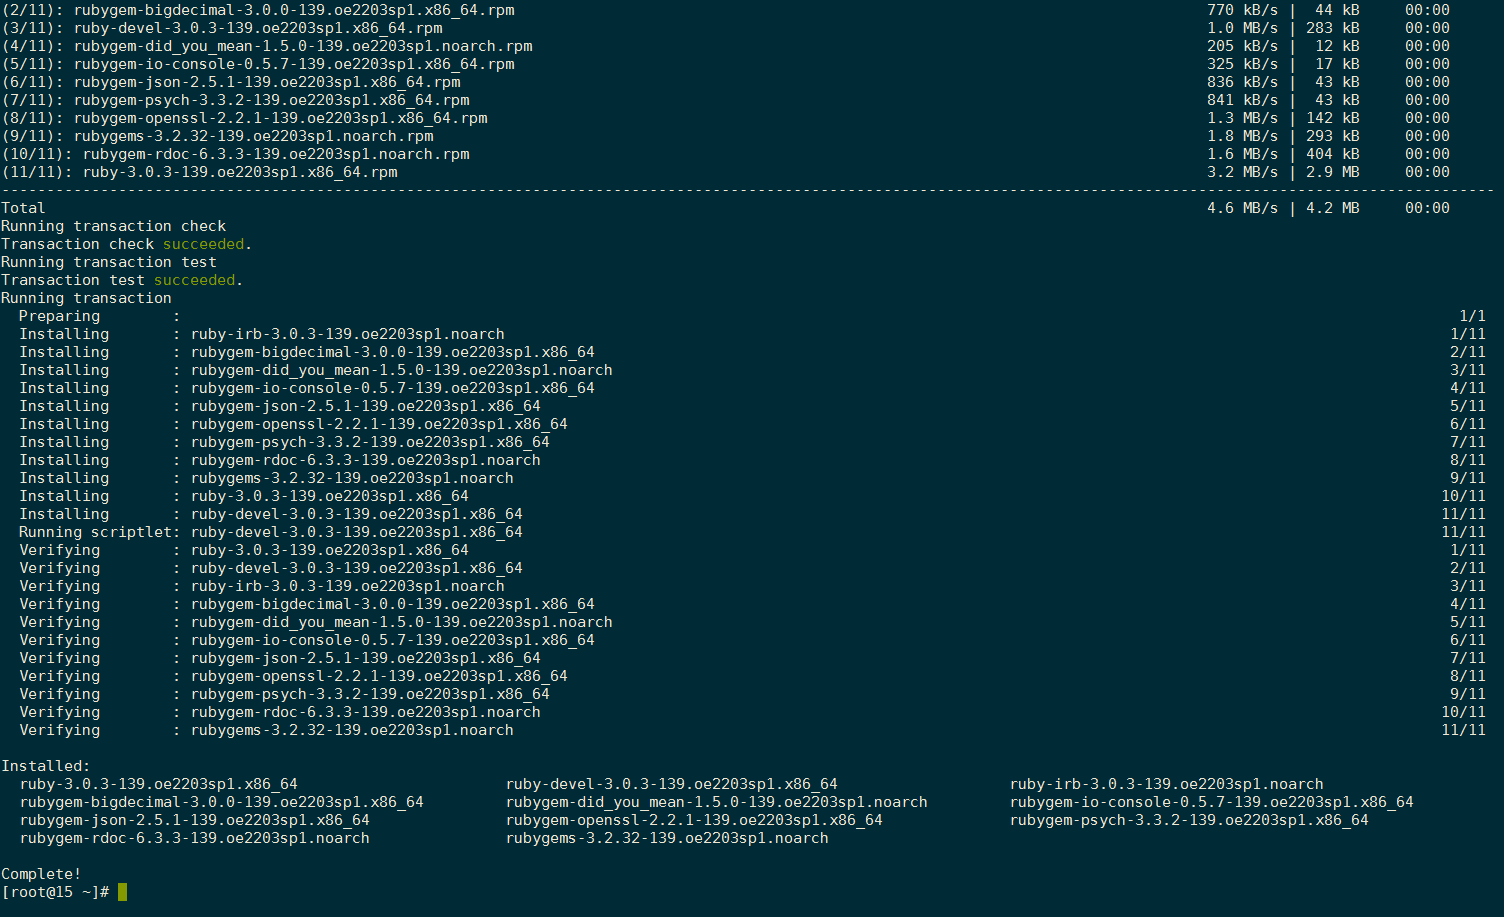 (2/11): rubygem-bigdecimal-3.0.0-139.oe2203sp1.x86_64.rpm 770 kB/s | 44 kB 00:00
(3/11): ruby-devel-3.0.3-139.oe2203sp1.x86_64.rpm 1.0 MB/s | 283 kB 00:00
(4/11): rubygem-did_you_mean-1.5.0-139.oe2203sp1.noarch.rpm 205 kB/s | 12 kB 00:00
(5/11): rubygem-io-console-0.5.7-139.oe2203sp1.x86_64.rpm 325 kB/s | 17 kB 00:00
(6/11): rubygem-json-2.5.1-139.oe2203sp1.x86_64.rpm 836 kB/s | 43 kB 00:00
(7/11): rubygem-psych-3.3.2-139.oe2203sp1.x86_64.rpm 841 kB/s | 43 kB 00:00
(8/11): rubygem-openssl-2.2.1-139.oe2203sp1.x86_64.rpm 1.3 MB/s | 142 kB 00:00
(9/11): rubygems-3.2.32-139.oe2203sp1.noarch.rpm 1.8 MB/s | 293 kB 00:00
(10/11): rubygem-rdoc-6.3.3-139.oe2203sp1.noarch.rpm 1.6 MB/s | 404 kB 00:00
(11/11): ruby-3.0.3-139.oe2203sp1.x86_64.rpm 3.2 MB/s | 2.9 MB 00:00
--------------------------------------------------------------------------------------------------------------------------------------------------------------------
Total 4.6 MB/s | 4.2 MB 00:00
Running transaction check
Transaction check succeeded.
Running transaction test
Transaction test succeeded.
Running transaction
Preparing : 1/1
Installing : ruby-irb-3.0.3-139.oe2203sp1.noarch 1/11
Installing : rubygem-bigdecimal-3.0.0-139.oe2203sp1.x86_64 2/11
Installing : rubygem-did_you_mean-1.5.0-139.oe2203sp1.noarch 3/11
Installing : rubygem-io-console-0.5.7-139.oe2203sp1.x86_64 4/11
Installing : rubygem-json-2.5.1-139.oe2203sp1.x86_64 5/11
Installing : rubygem-openssl-2.2.1-139.oe2203sp1.x86_64 6/11
Installing : rubygem-psych-3.3.2-139.oe2203sp1.x86_64 7/11
Installing : rubygem-rdoc-6.3.3-139.oe2203sp1.noarch 8/11
Installing : rubygems-3.2.32-139.oe2203sp1.noarch 9/11
Installing : ruby-3.0.3-139.oe2203sp1.x86_64 10/11
Installing : ruby-devel-3.0.3-139.oe2203sp1.x86_64 11/11
Running scriptlet: ruby-devel-3.0.3-139.oe2203sp1.x86_64 11/11
Verifying : ruby-3.0.3-139.oe2203sp1.x86_64 1/11
Verifying : ruby-devel-3.0.3-139.oe2203sp1.x86_64 2/11
Verifying : ruby-irb-3.0.3-139.oe2203sp1.noarch 3/11
Verifying : rubygem-bigdecimal-3.0.0-139.oe2203sp1.x86_64 4/11
Verifying : rubygem-did_you_mean-1.5.0-139.oe2203sp1.noarch 5/11
Verifying : rubygem-io-console-0.5.7-139.oe2203sp1.x86_64 6/11
Verifying : rubygem-json-2.5.1-139.oe2203sp1.x86_64 7/11
Verifying : rubygem-openssl-2.2.1-139.oe2203sp1.x86_64 8/11
Verifying : rubygem-psych-3.3.2-139.oe2203sp1.x86_64 9/11
Verifying : rubygem-rdoc-6.3.3-139.oe2203sp1.noarch 10/11
Verifying : rubygems-3.2.32-139.oe2203sp1.noarch 11/11
Installed:
ruby-3.0.3-139.oe2203sp1.x86_64 ruby-devel-3.0.3-139.oe2203sp1.x86_64 ruby-irb-3.0.3-139.oe2203sp1.noarch
rubygem-bigdecimal-3.0.0-139.oe2203sp1.x86_64 rubygem-did_you_mean-1.5.0-139.oe2203sp1.noarch rubygem-io-console-0.5.7-139.oe2203sp1.x86_64
rubygem-json-2.5.1-139.oe2203sp1.x86_64 rubygem-openssl-2.2.1-139.oe2203sp1.x86_64 rubygem-psych-3.3.2-139.oe2203sp1.x86_64
rubygem-rdoc-6.3.3-139.oe2203sp1.noarch rubygems-3.2.32-139.oe2203sp1.noarch
Complete!
[root@15 ~]#